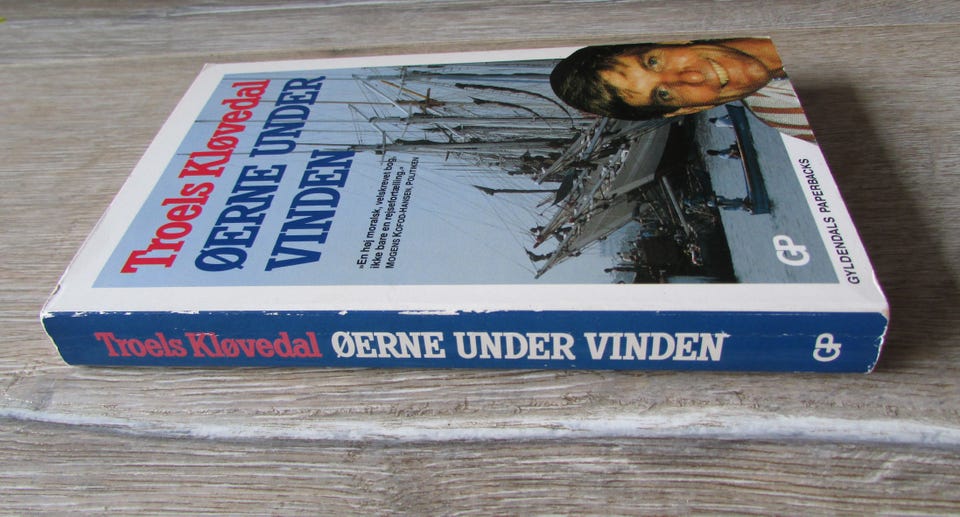 Troels Kløvedal
ØERNE UNDER
VINDEN
»En høj moralsk, velskrevet bog,
ikke bare en rejsefortælling.«
MOGENS KOFOD-HANSEN, POLITIKEN
GP
GYLDENDALS PAPERBACKS
Troels Kløvedal ØERNE UNDER VINDEN GP